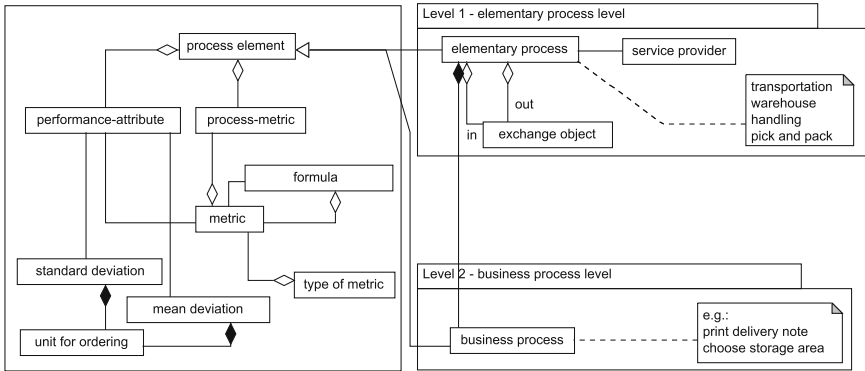 process element
performance-attribute
process-metric
formula
metric
type of metric
standard deviation
mean deviation
unit for ordering
Level 1 - elementary process level
elementary process
service provider
in
out
exchange object
transportation
warehouse
handling
pick and pack
Level 2 - business process level
business process
e.g.:
print delivery note
choose storage area